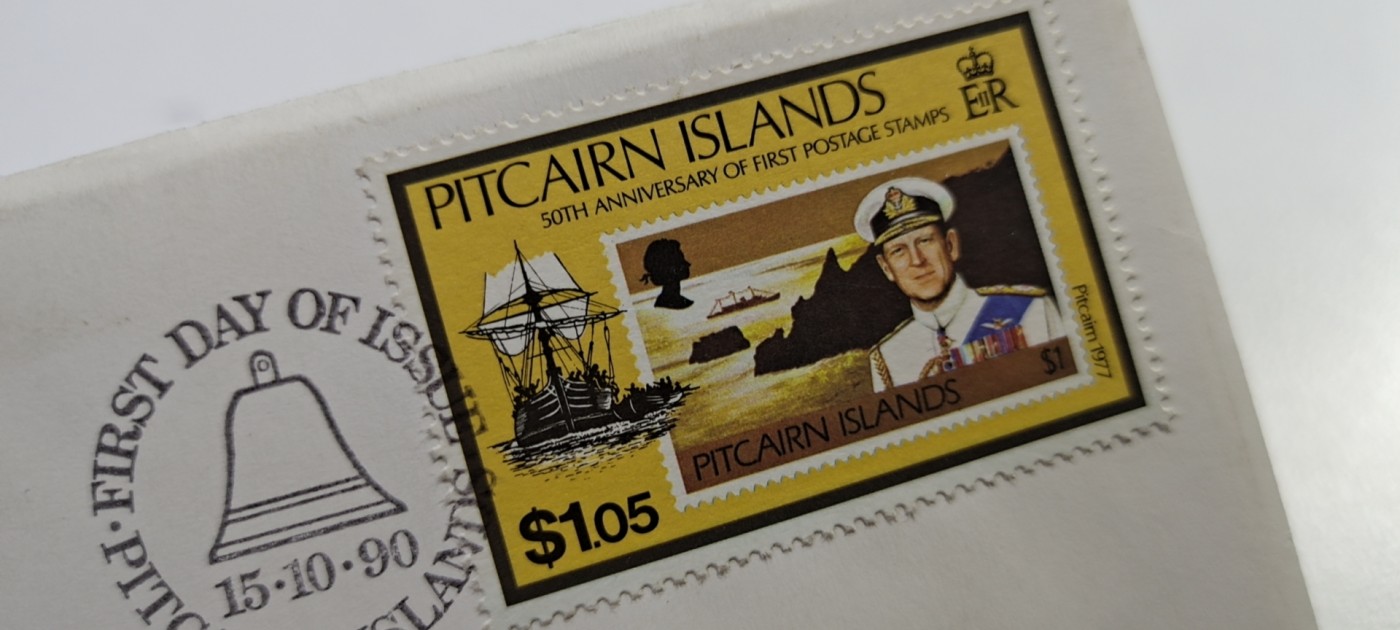 PITCAIRN ISLANDS
EIIR
50TH ANNIVERSARY OF FIRST POSTAGE STAMPS
Pitcairn 1977
$1
PITCAIRN ISLANDS
$1.05
FIRST DAY OF ISSUE
15·10·90